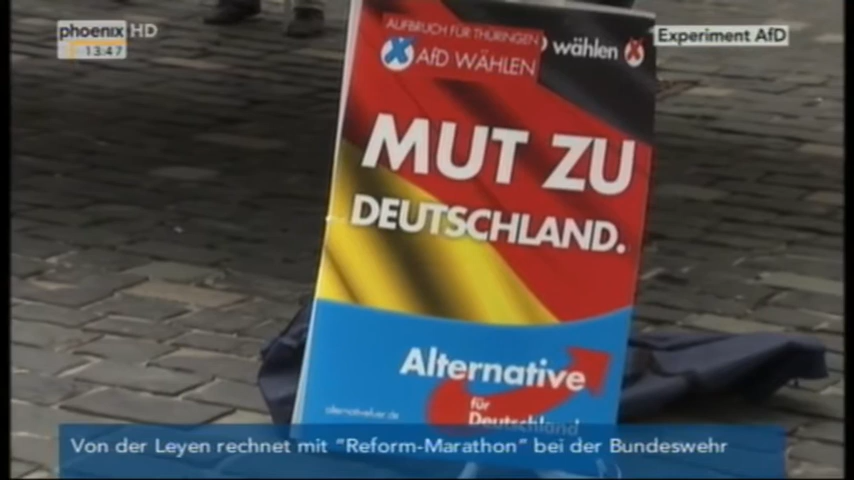 phoenix HD
13:47
Experiment AfD
AUFBRUCH FÜR THÜRINGEN
AfD WÄHLEN
wählen
MUT ZU
DEUTSCHLAND.
Alternative
für
Deutschland
Von der Leyen rechnet mit "Reform-Marathon" bei der Bundeswehr